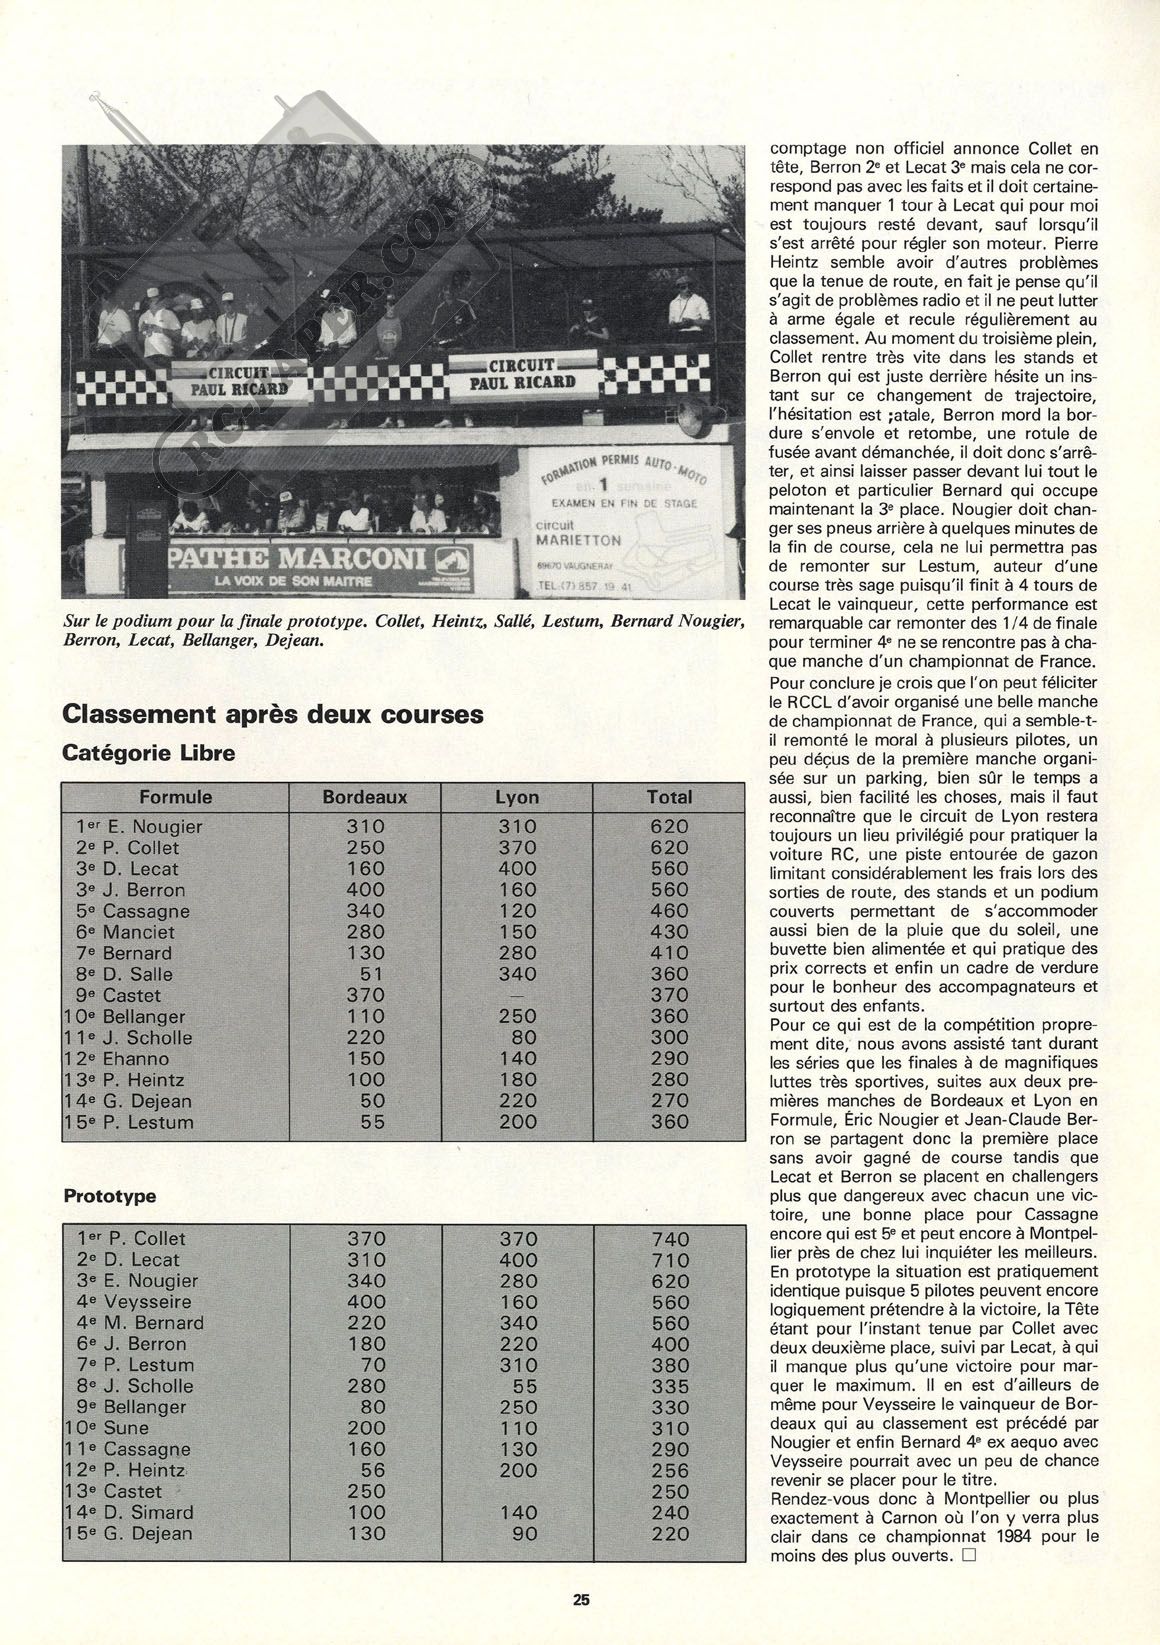 RC-PAPER.COM
CIRCUIT
PAUL RICARD
CIRCUIT
PAUL RICARD
FORMATION PERMIS AUTO-MOTO
en 1 semaine
EXAMEN EN FIN DE STAGE
circuit
MARIETTON
69670 VAUGNERAY
TEL (7) 857 19 41
PATHE MARCONI
LA VOIX DE SON MAITRE
Sur le podium pour la finale prototype. Collet, Heintz, Sallé, Lestum, Bernard Nougier,
Berron, Lecat, Bellanger, Dejean.
Classement après deux courses
Catégorie Libre
Formule Bordeaux Lyon Total
1er E. Nougier 310 310 620
2e P. Collet 250 370 620
3e D. Lecat 160 400 560
3e J. Berron 400 160 560
5e Cassagne 340 120 460
6e Manciet 280 150 430
7e Bernard 130 280 410
8e D. Salle 51 340 360
9e Castet 370 — 370
10e Bellanger 110 250 360
11e J. Scholle 220 80 300
12e Ehanno 150 140 290
13e P. Heintz 100 180 280
14e G. Dejean 50 220 270
15e P. Lestum 55 200 360
Prototype
1er P. Collet 370 370 740
2e D. Lecat 310 400 710
3e E. Nougier 340 280 620
4e Veysseire 400 160 560
4e M. Bernard 220 340 560
6e J. Berron 180 220 400
7e P. Lestum 70 310 380
8e J. Scholle 280 55 335
9e Bellanger 80 250 330
10e Sune 200 110 310
11e Cassagne 160 130 290
12e P. Heintz 56 200 256
13e Castet 250 250
14e D. Simard 100 140 240
15e G. Dejean 130 90 220
comptage non officiel annonce Collet en
tête, Berron 2e et Lecat 3e mais cela ne cor-
respond pas avec les faits et il doit certaine-
ment manquer 1 tour à Lecat qui pour moi
est toujours resté devant, sauf lorsqu'il
s'est arrêté pour régler son moteur. Pierre
Heintz semble avoir d'autres problèmes
que la tenue de route, en fait je pense qu'il
s'agit de problèmes radio et il ne peut lutter
à arme égale et recule régulièrement au
classement. Au moment du troisième plein,
Collet rentre très vite dans les stands et
Berron qui est juste derrière hésite un ins-
tant sur ce changement de trajectoire,
l'hésitation est ;atale, Berron mord la bor-
dure s'envole et retombe, une rotule de
fusée avant démanchée, il doit donc s'arrê-
ter, et ainsi laisser passer devant lui tout le
peloton et particulier Bernard qui occupe
maintenant la 3e place. Nougier doit chan-
ger ses pneus arrière à quelques minutes de
la fin de course, cela ne lui permettra pas
de remonter sur Lestum, auteur d'une
course très sage puisqu'il finit à 4 tours de
Lecat le vainqueur, cette performance est
remarquable car remonter des 1/4 de finale
pour terminer 4e ne se rencontre pas à cha-
que manche d'un championnat de France.
Pour conclure je crois que l'on peut féliciter
le RCCL d'avoir organisé une belle manche
de championnat de France, qui a semble-t-
il remonté le moral à plusieurs pilotes, un
peu déçus de la première manche organi-
sée sur un parking, bien sûr le temps a
aussi, bien facilité les choses, mais il faut
reconnaître que le circuit de Lyon restera
toujours un lieu privilégié pour pratiquer la
voiture RC, une piste entourée de gazon
limitant considérablement les frais lors des
sorties de route, des stands et un podium
couverts permettant de s'accommoder
aussi bien de la pluie que du soleil, une
buvette bien alimentée et qui pratique des
prix corrects et enfin un cadre de verdure
pour le bonheur des accompagnateurs et
surtout des enfants.
Pour ce qui est de la compétition propre-
ment dite, nous avons assisté tant durant
les séries que les finales à de magnifiques
luttes très sportives, suites aux deux pre-
mières manches de Bordeaux et Lyon en
Formule, Éric Nougier et Jean-Claude Ber-
ron se partagent donc la première place
sans avoir gagné de course tandis que
Lecat et Berron se placent en challengers
plus que dangereux avec chacun une vic-
toire, une bonne place pour Cassagne
encore qui est 5e et peut encore à Montpel-
lier près de chez lui inquiéter les meilleurs.
En prototype la situation est pratiquement
identique puisque 5 pilotes peuvent encore
logiquement prétendre à la victoire, la Tête
étant pour l'instant tenue par Collet avec
deux deuxième place, suivi par Lecat, à qui
il manque plus qu'une victoire pour mar-
quer le maximum. Il en est d'ailleurs de
même pour Veysseire le vainqueur de Bor-
deaux qui au classement est précédé par
Nougier et enfin Bernard 4e ex aequo avec
Veysseire pourrait avec un peu de chance
revenir se placer pour le titre.
Rendez-vous donc à Montpellier ou plus
exactement à Carnon où l'on y verra plus
clair dans ce championnat 1984 pour le
moins des plus ouverts. □
25